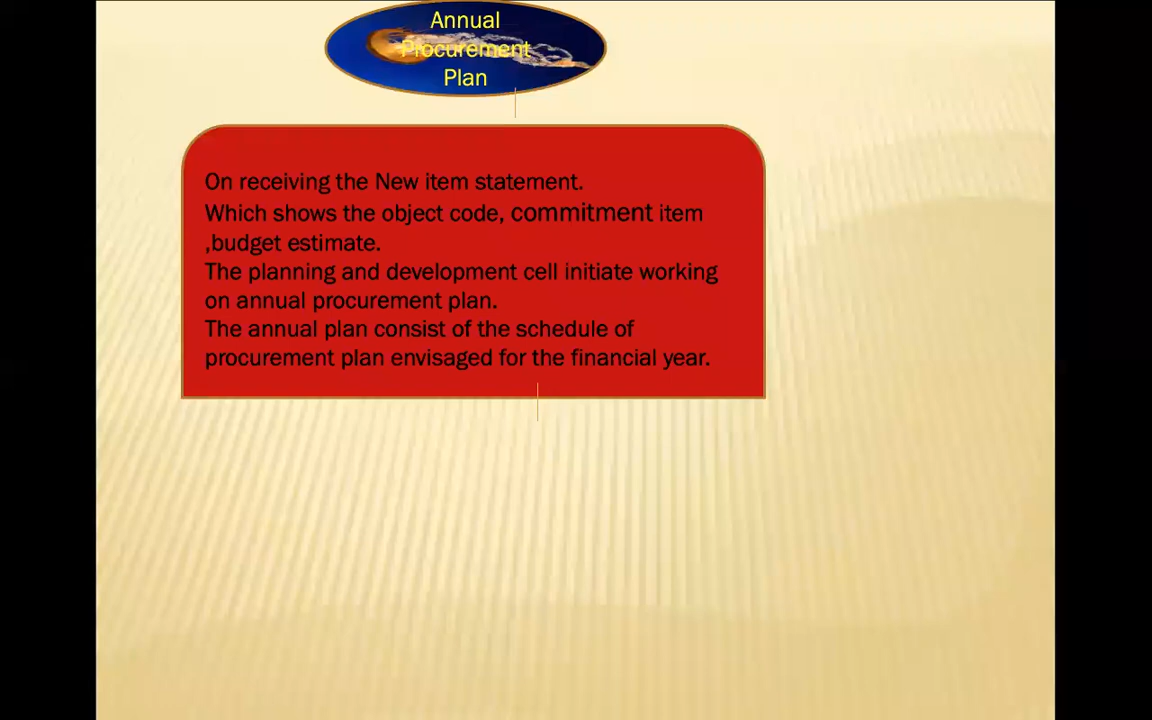 Annual
Procurement
Plan
On receiving the New item statement.
Which shows the object code, commitment item
,budget estimate.
The planning and development cell initiate working
on annual procurement plan.
The annual plan consist of the schedule of
procurement plan envisaged for the financial year.